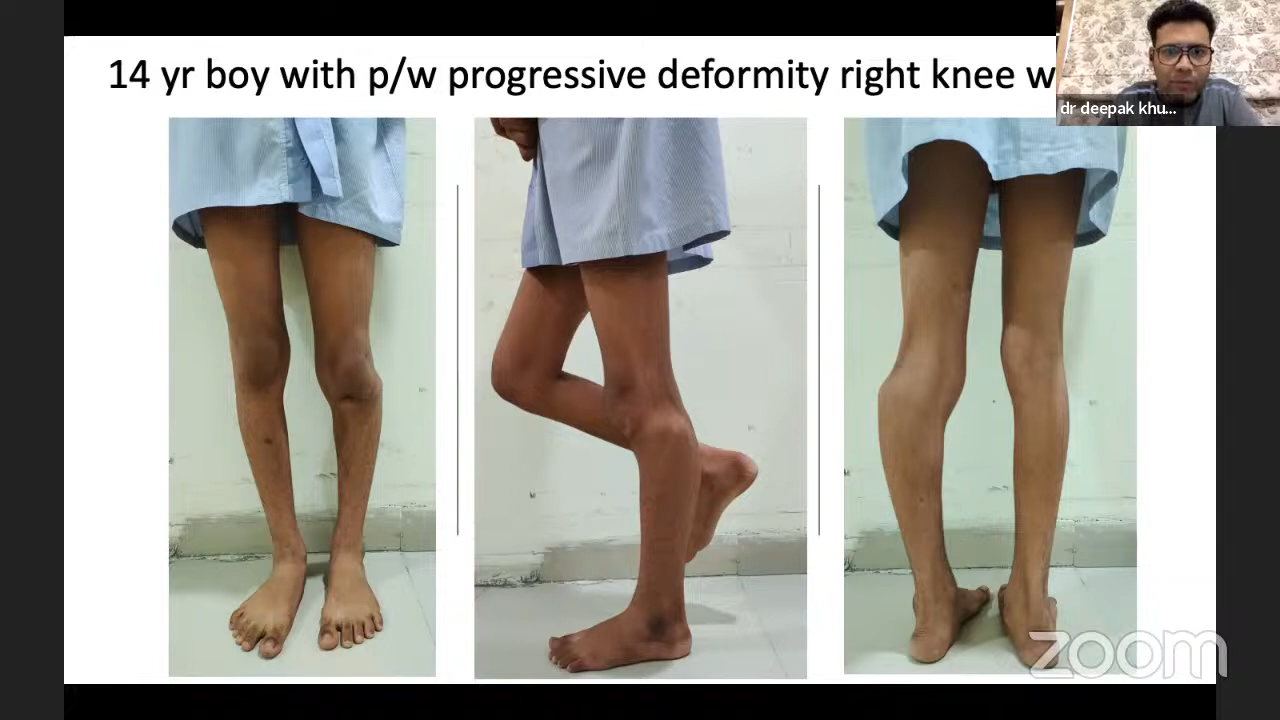 14 yr boy with p/w progressive deformity right knee w
dr deepak khu...
zoom